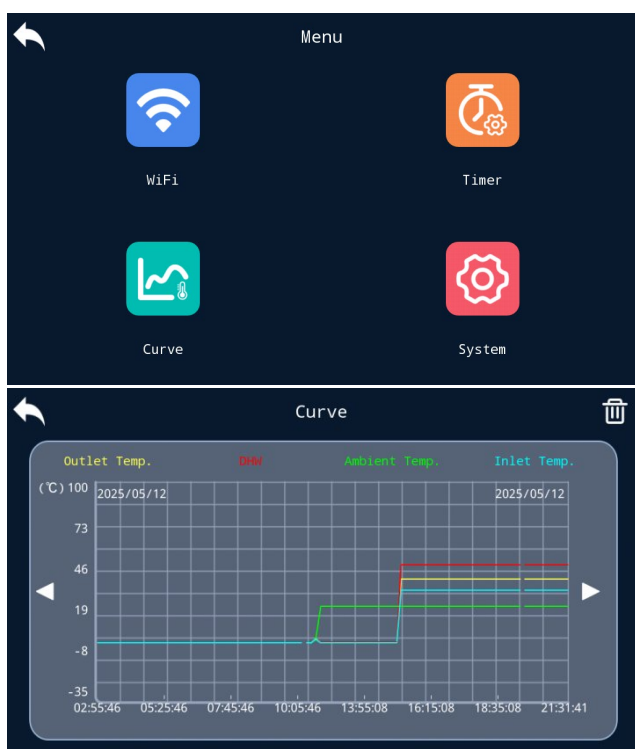 Menu
WiFi
Timer
Curve
System
Curve
Outlet Temp. DHW Ambient Temp. Inlet Temp.
(℃) 100
2025/05/12 2025/05/12
73
46
19
-8
-35
02:55:46 05:25:46 07:45:46 10:05:46 13:55:08 16:15:08 18:35:08 21:31:41